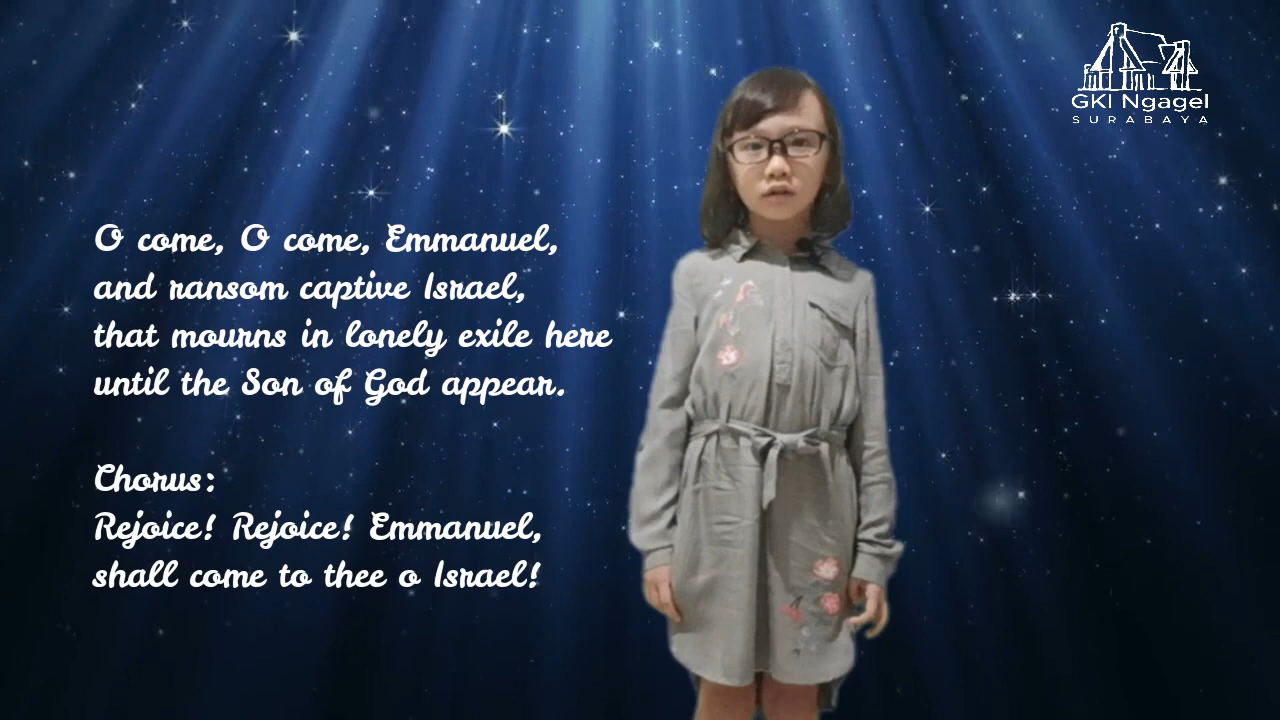 GKI Ngagel
SURABAYA
O come, O come, Emmanuel,
and ransom captive Israel,
that mourns in lonely exile here
until the Son of God appear.
Chorus:
Rejoice! Rejoice! Emmanuel,
shall come to thee o Israel!